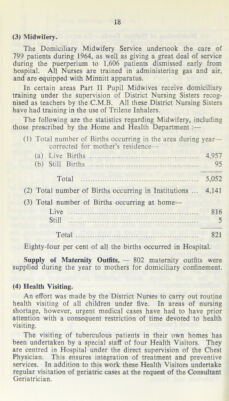 18
(3) Midwifery.
The Domiciliary Midwifery Service undertook the care of
799 patients during 1964, as well as giving a great deal of service
during the puerperium to 1,606 patients dismissed early from
hospital. All Nurses are trained in administering gas and air,
and are equipped with Minnitt apparatus.
In certain areas Part II Pupil Midwives receive domiciliary
training under the supervision of District Nursing Sisters recog-
nised as teachers by the C.M.B. All these District Nursing Sisters
have had training in the use of Trilene Inhalers.
The following are the statistics regarding Midwifery, including
those prescribed by the Home and Health Department :—
(1) Total number of Births occurring in the area during year—
corrected for mother's residence—
(a) Live Births ........ 4,957
(b) Still Births ........ 95
Total ........ 5,052
(2) Total number of Births occurring in Institutions ... 4,141
(3) Total number of Births occurring at home—
Live ........ 816
Still ........ 5
Total ........ 821
Eighty-four per cent of all the births occurred in Hospital.
Supply of Maternity Outfits. — 802 maternity outfits were
supplied during the year to mothers for domiciliary confinement.
(4) Health Visiting.
An effort was made by the District Nurses to carry out routine
health visiting of all children under five. In areas of nursing
shortage, however, urgent medical cases have had to have prior
attention with a consequent restriction of time devoted to health
visiting.
The visiting of tuberculous patients in their own homes has
been undertaken by a special staff of four Health Visitors. They
are centred in Hospital under the direct supervision of the Chest
Physician. This ensures integration of treatment and preventive
services. In addition to this work these Health Visitors undertake
regular visitation of geriatric cases at the request of the Consultant
Geriatrician.